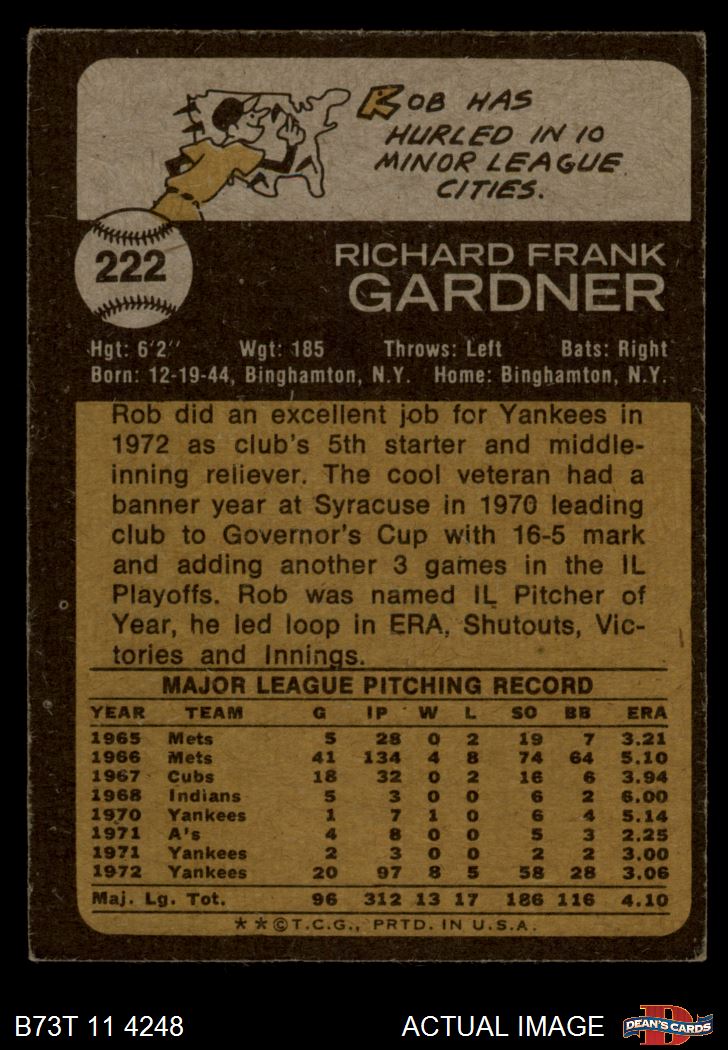 ROB HAS
HURLED IN 10
MINOR LEAGUE
CITIES.
222
RICHARD FRANK
GARDNER
Hgt: 6'2" Wgt: 185 Throws: Left Bats: Right
Born: 12-19-44, Binghamton, N.Y. Home: Binghamton, N.Y.
Rob did an excellent job for Yankees in
1972 as club's 5th starter and middle-
inning reliever. The cool veteran had a
banner year at Syracuse in 1970 leading
club to Governor's Cup with 16-5 mark
and adding another 3 games in the IL
Playoffs. Rob was named IL Pitcher of
Year, he led loop in ERA, Shutouts, Vic-
tories and Innings.
MAJOR LEAGUE PITCHING RECORD
YEAR TEAM G IP W L SO BB ERA
1965 Mets 5 28 0 2 19 7 3.21
1966 Mets 41 134 4 8 74 64 5.10
1967 Cubs 18 32 0 2 16 6 3.94
1968 Indians 5 3 0 0 6 2 6.00
1970 Yankees 1 7 1 0 6 4 5.14
1971 A's 4 8 0 0 5 3 2.25
1971 Yankees 2 3 0 0 2 2 3.00
1972 Yankees 20 97 8 5 58 28 3.06
Maj. Lg. Tot. 96 312 13 17 186 116 4.10
**©T.C.G., PRTD. IN U.S.A.
B73T 11 4248 ACTUAL IMAGE DEAN'S CARDS